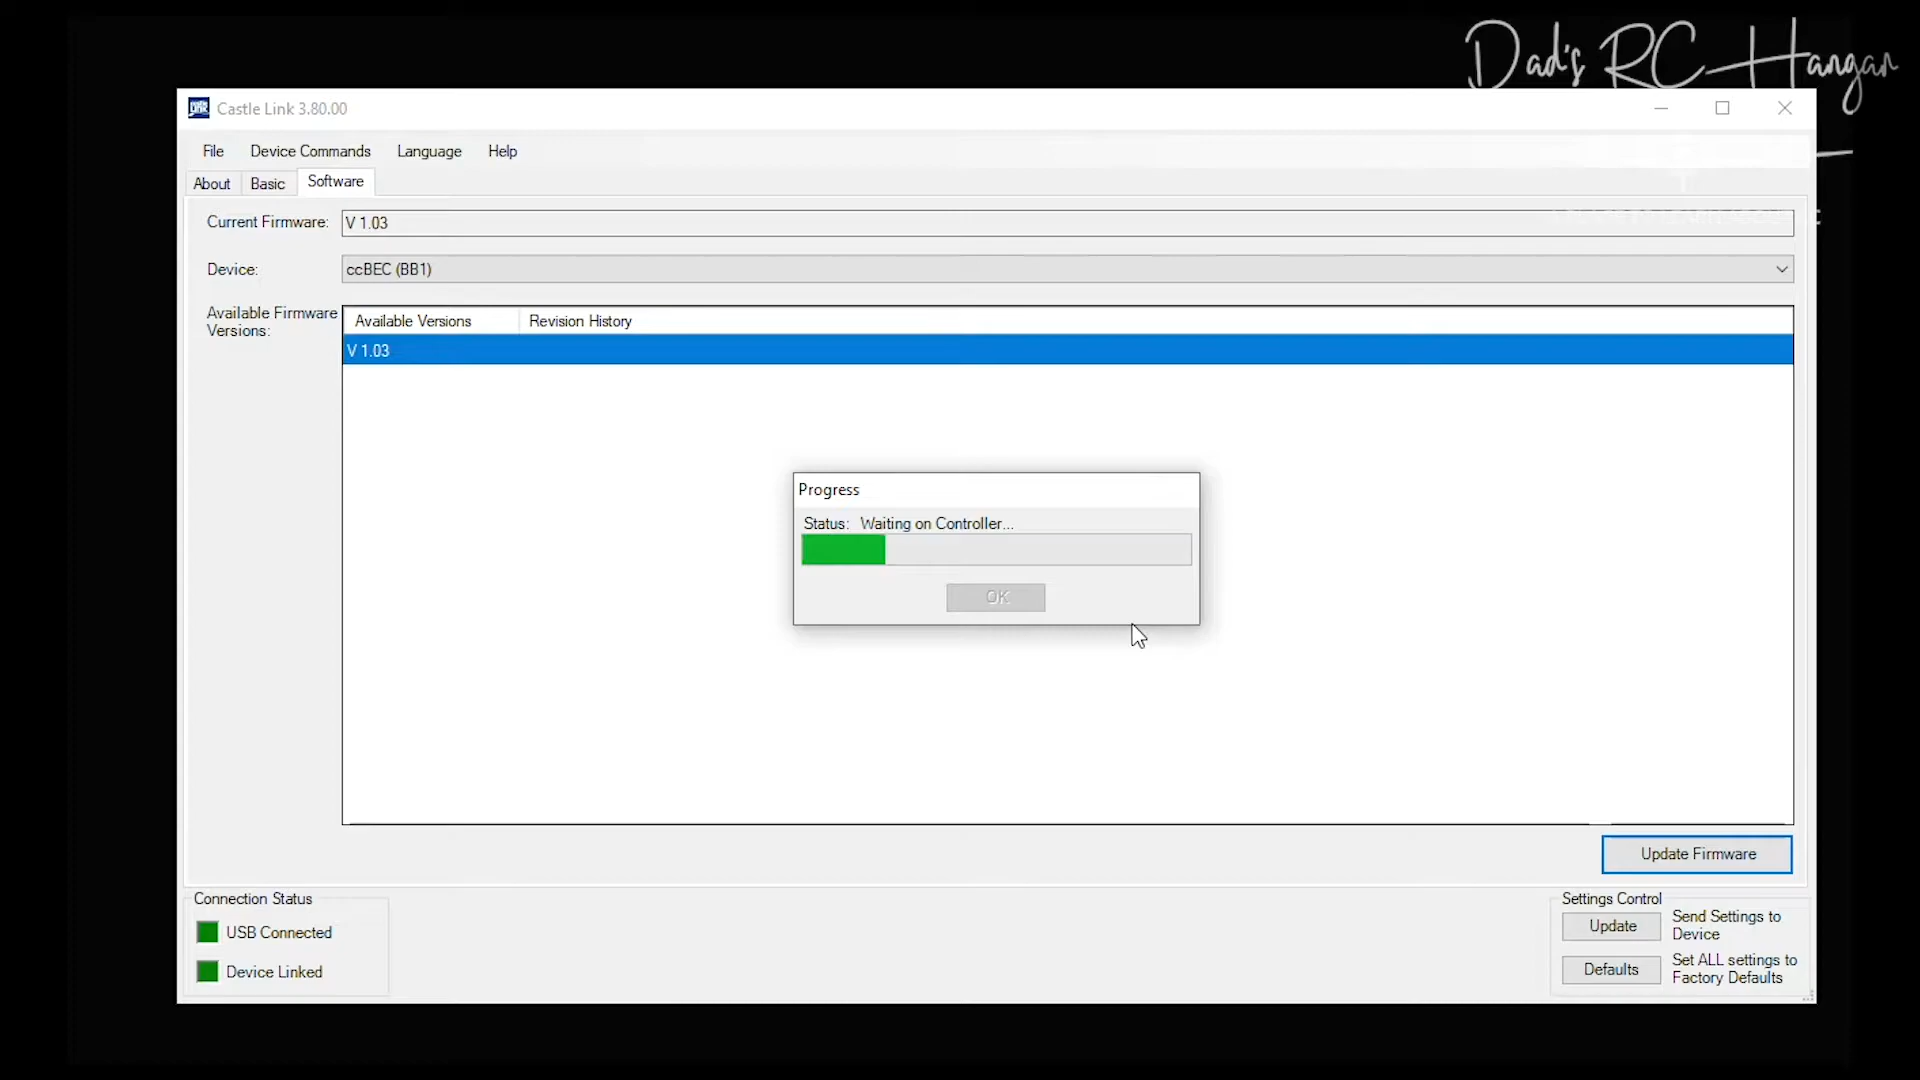 Dad's RC Hangar
Castle Link 3.80.00
File Device Commands Language Help
About Basic Software
Current Firmware: V 1.03
Device: ccBEC (BB1)
Available Firmware Versions:
Available Versions Revision History
V 1.03
Progress
Status: Waiting on Controller...
OK
Update Firmware
Connection Status
USB Connected
Device Linked
Settings Control
Update Send Settings to Device
Defaults Set ALL settings to Factory Defaults